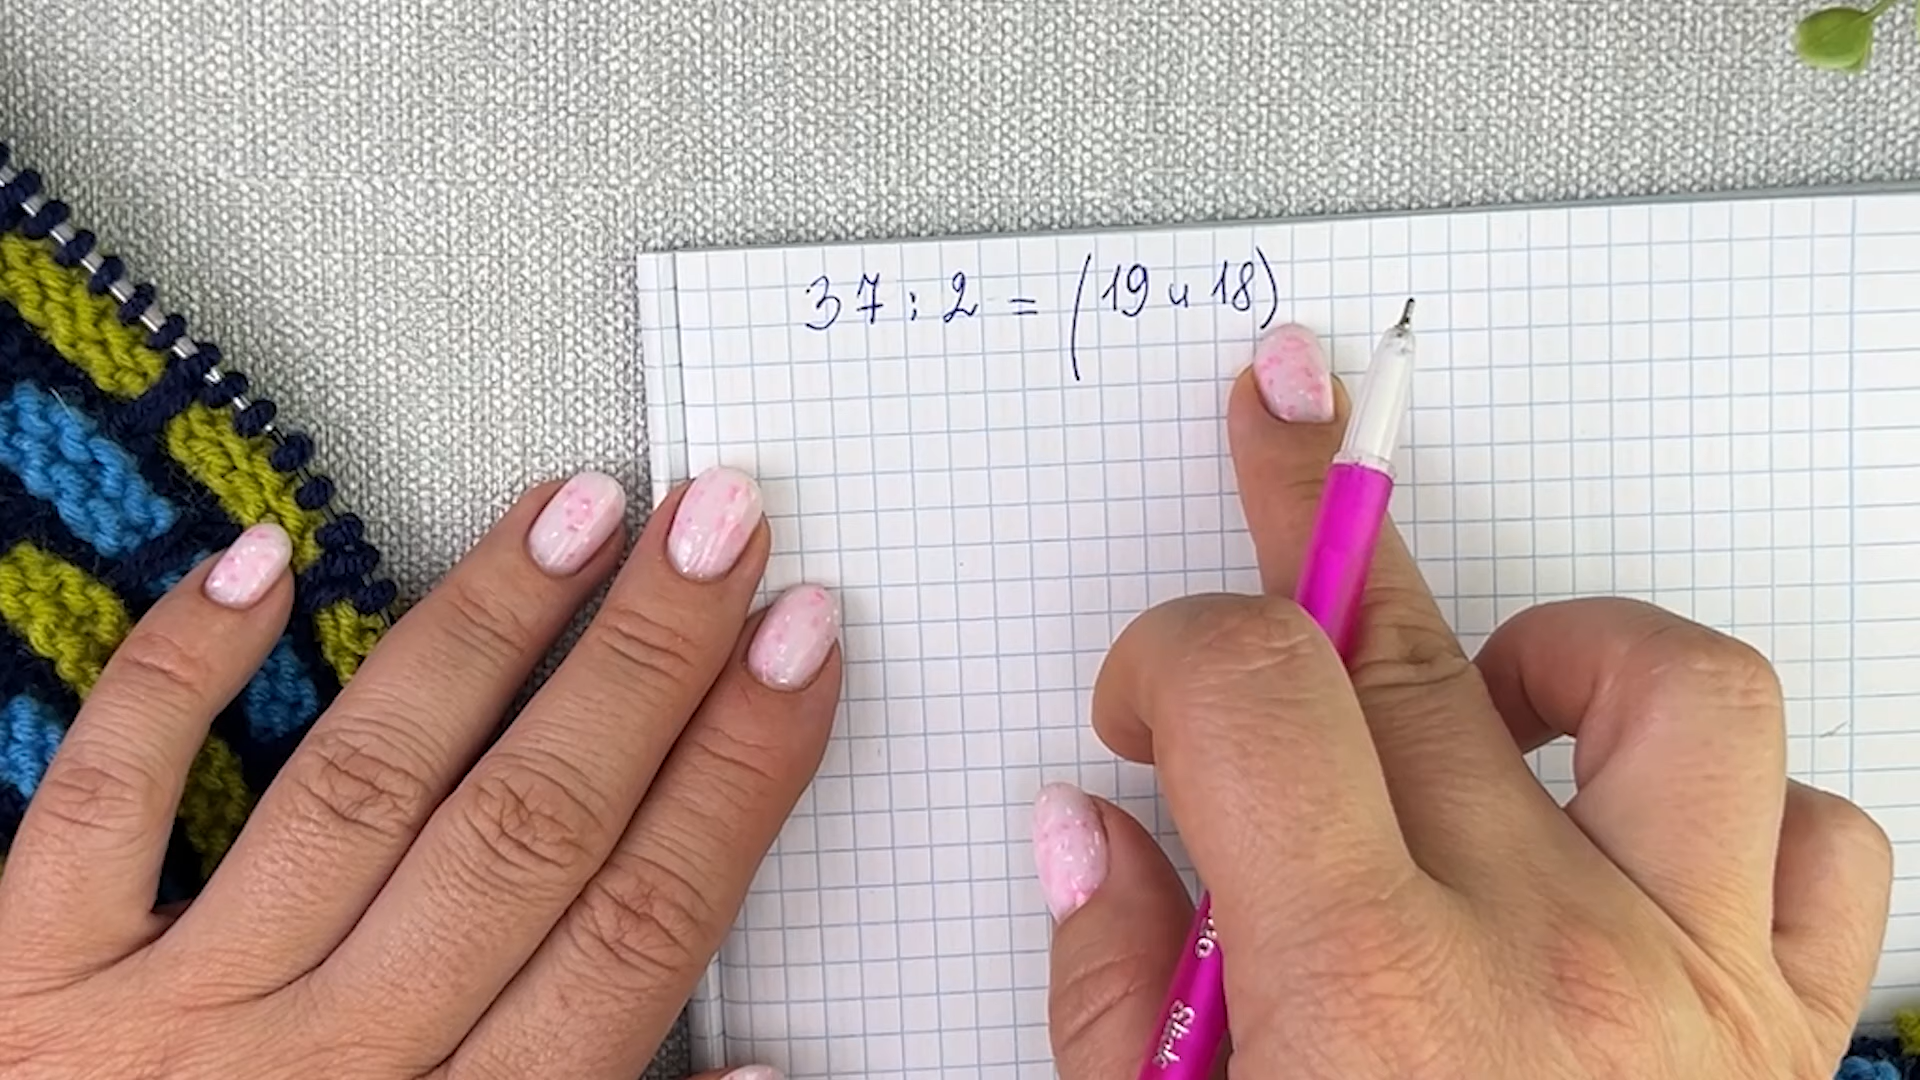 37 : 2 = (19 и 18)